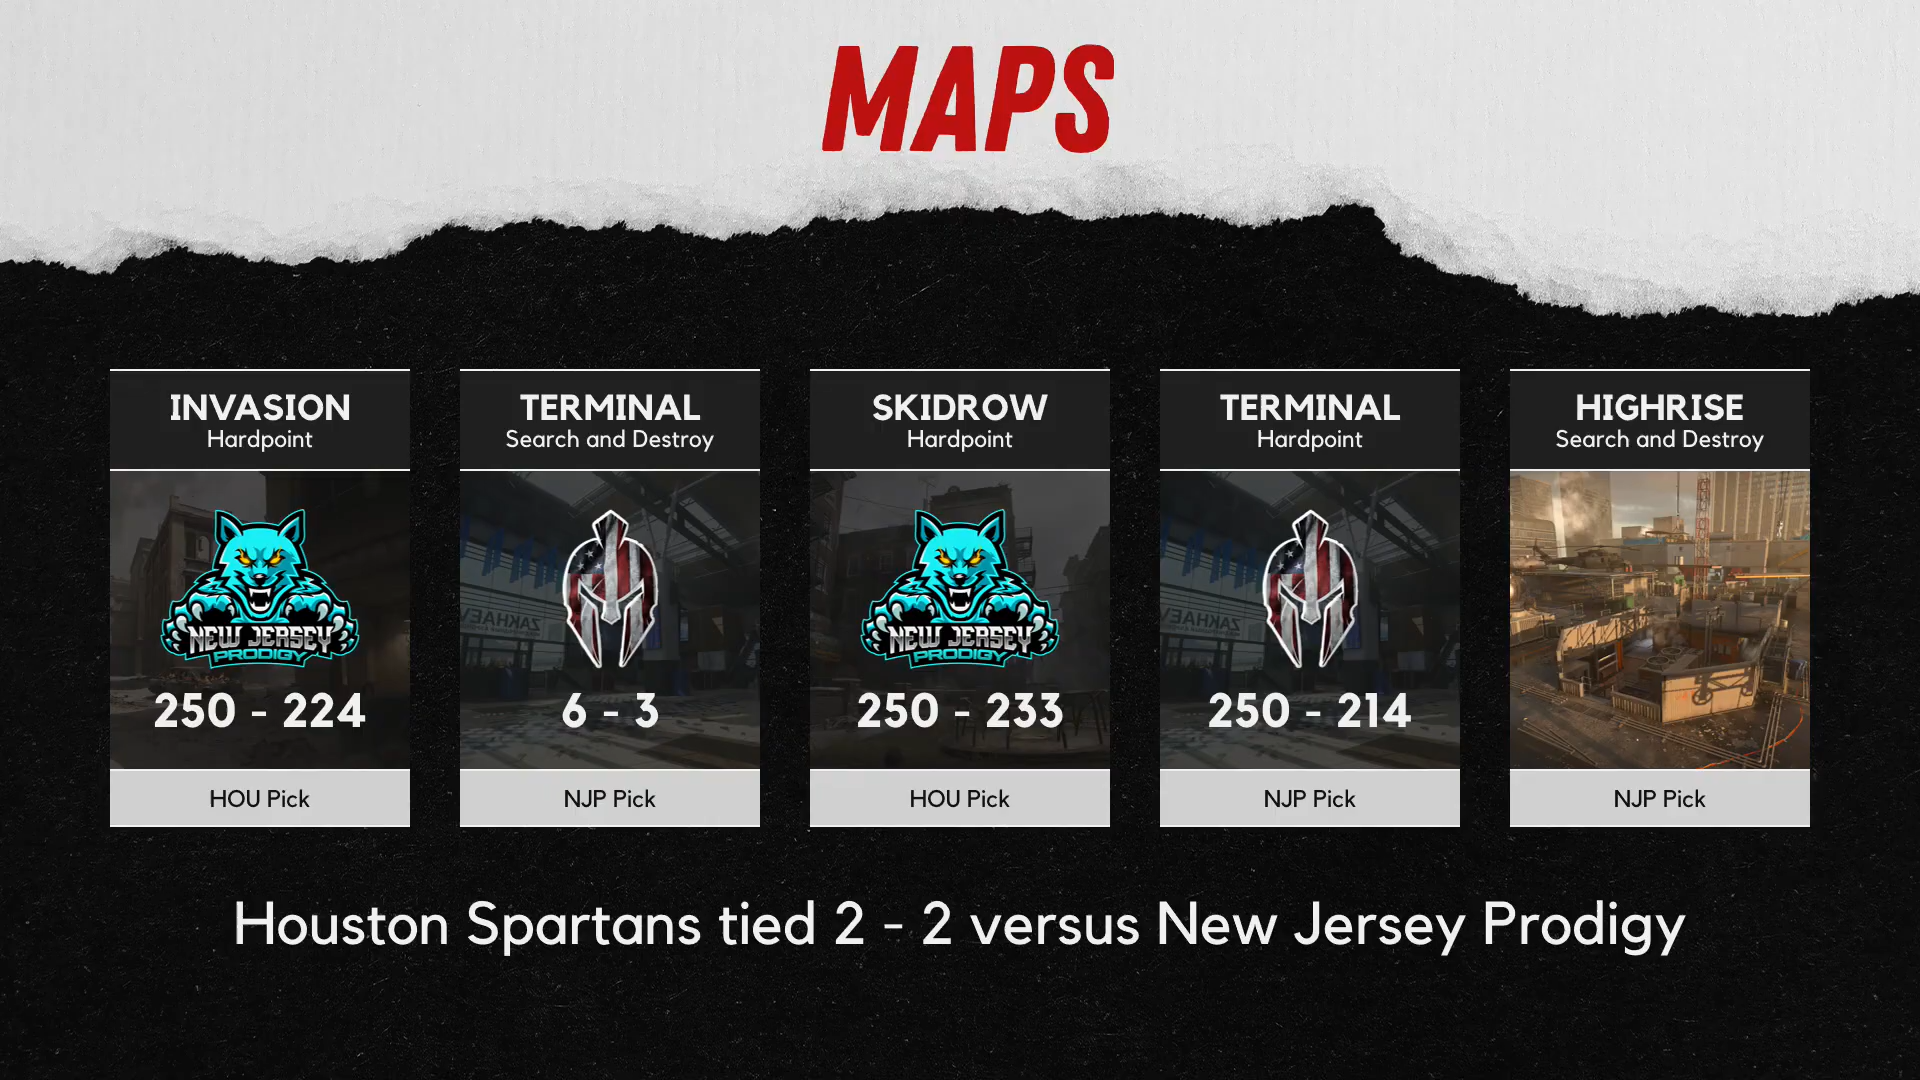 MAPS
INVASION
Hardpoint
NEW JERSEY
PRODIGY
250 - 224
HOU Pick
TERMINAL
Search and Destroy
ZAKHAEV
6 - 3
NJP Pick
SKIDROW
Hardpoint
NEW JERSEY
PRODIGY
250 - 233
HOU Pick
TERMINAL
Hardpoint
ZAKHAEV
250 - 214
NJP Pick
HIGHRISE
Search and Destroy
NJP Pick
Houston Spartans tied 2 - 2 versus New Jersey Prodigy